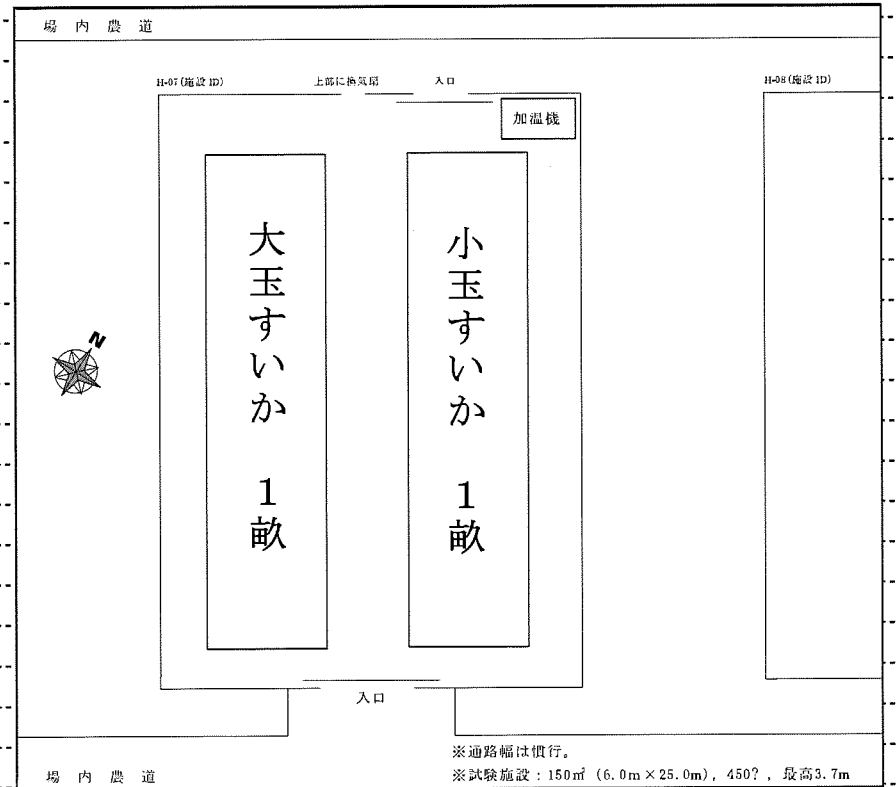 場内農道
H-07(施設ID)
上部に換気扇
入口
H-08(施設ID)
加温機
大玉すいか 1畝
小玉すいか 1畝
N
入口
※通路幅は慣行。
場内農道
※試験施設:150㎡ (6.0m×25.0m), 450?, 最高3.7m